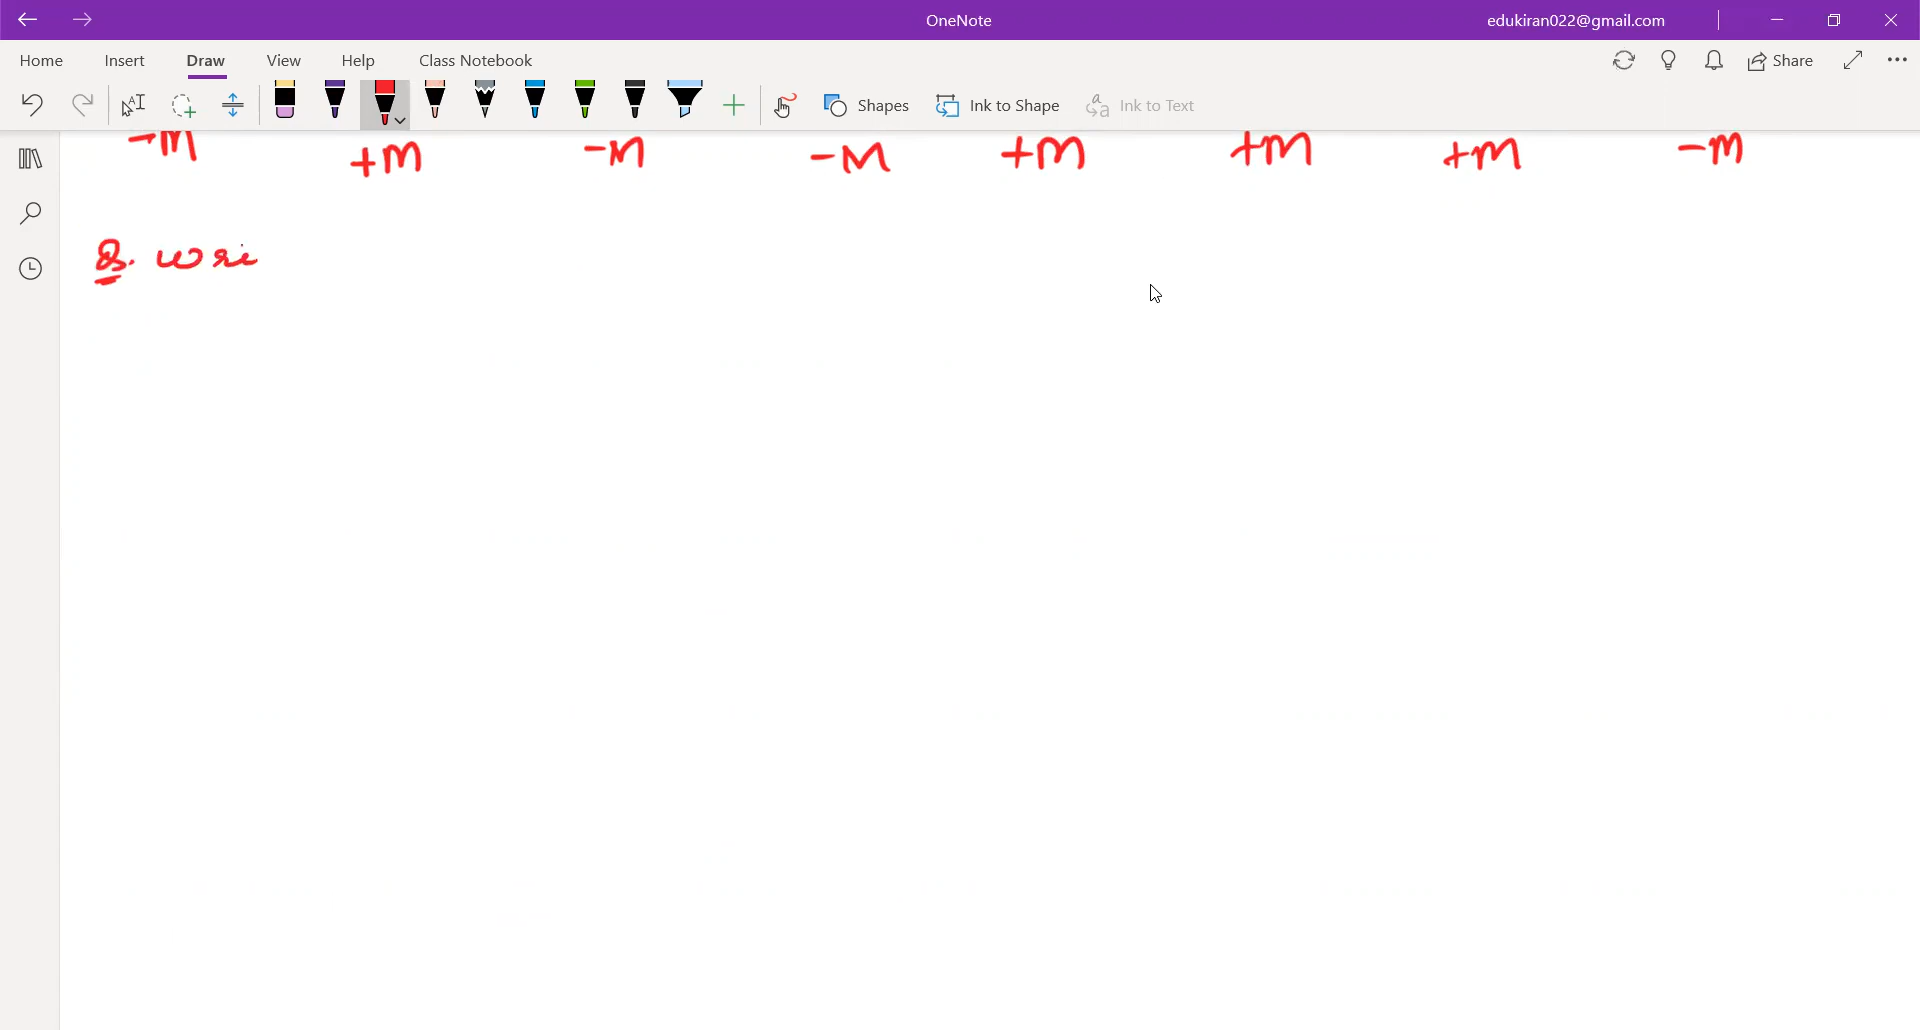 OneNote
edukiran022@gmail.com
Home Insert Draw View Help Class Notebook Share
Shapes Ink to Shape Ink to Text
-M +M -M -M +M +M +M -M
Q. wri